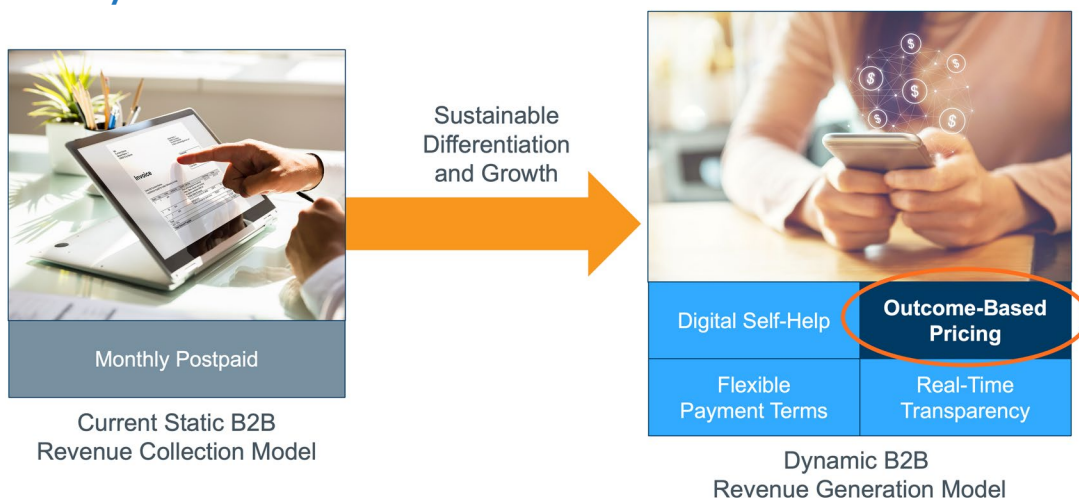 Sustainable
Differentiation
and Growth
Invoice
$
$
$
$
$
Monthly Postpaid
Current Static B2B
Revenue Collection Model
Digital Self-Help
Outcome-Based
Pricing
Flexible
Payment Terms
Real-Time
Transparency
Dynamic B2B
Revenue Generation Model